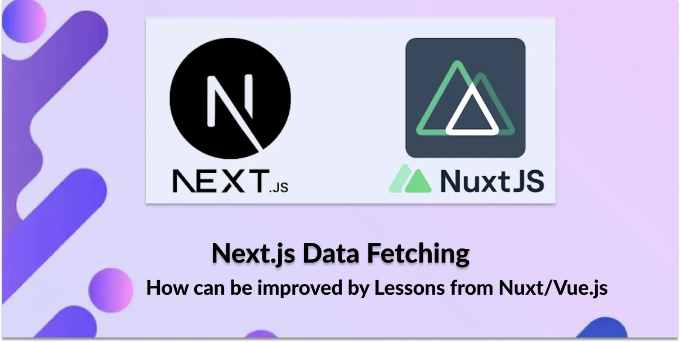 N
NEXT.JS
NuxtJS
Next.js Data Fetching
How can be improved by Lessons from Nuxt/Vue.js